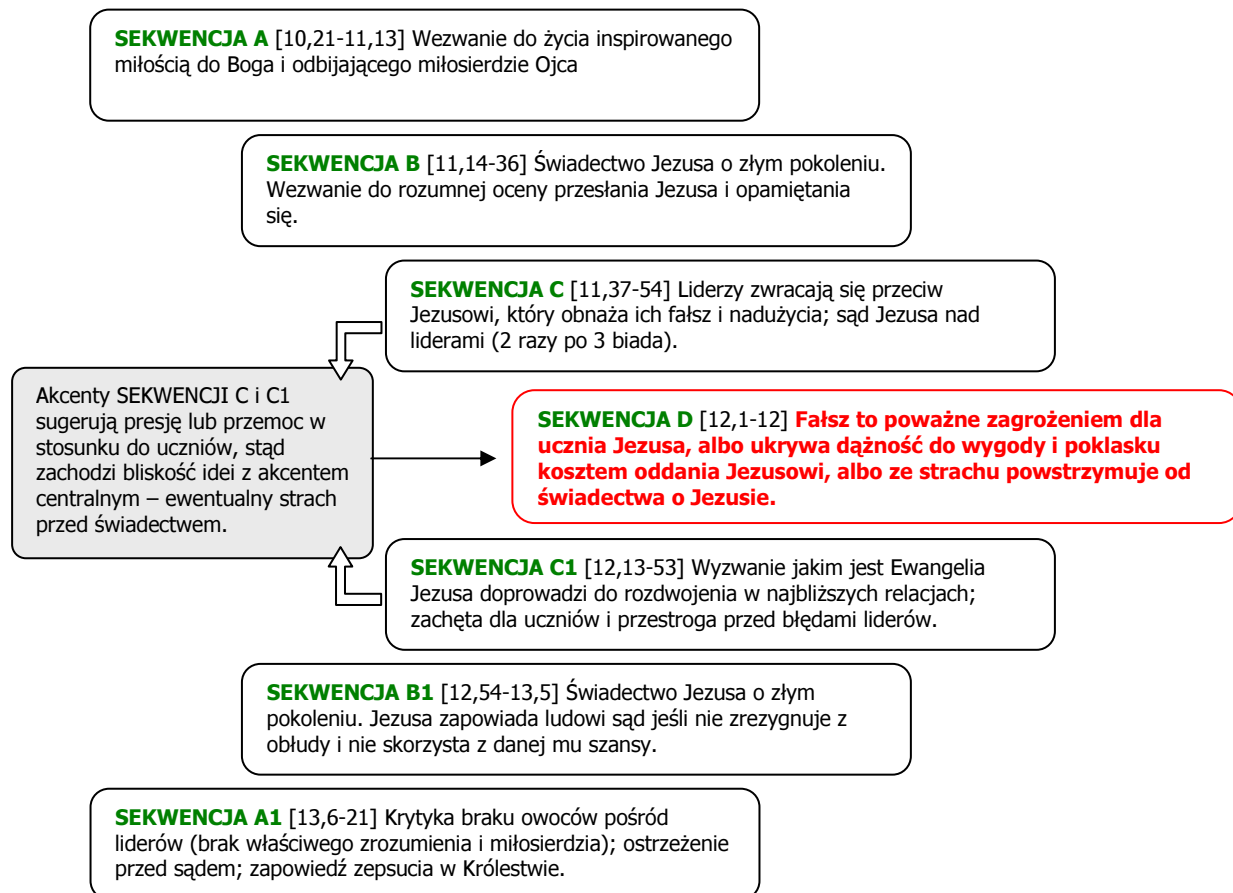 SEKWENCJA A [10,21-11,13] Wezwanie do życia inspirowanego
miłością do Boga i odbijającego miłosierdzie Ojca
SEKWENCJA B [11,14-36] Świadectwo Jezusa o złym pokoleniu.
Wezwanie do rozumnej oceny przesłania Jezusa i opamiętania
się.
SEKWENCJA C [11,37-54] Liderzy zwracają się przeciw
Jezusowi, który obnaża ich fałsz i nadużycia; sąd Jezusa nad
liderami (2 razy po 3 biada).
Akcenty SEKWENCJI C i C1
sugerują presję lub przemoc w
stosunku do uczniów, stąd
zachodzi bliskość idei z akcentem
centralnym – ewentualny strach
przed świadectwem.
SEKWENCJA D [12,1-12] Fałsz to poważne zagrożeniem dla
ucznia Jezusa, albo ukrywa dążność do wygody i poklasku
kosztem oddania Jezusowi, albo ze strachu powstrzymuje od
świadectwa o Jezusie.
SEKWENCJA C1 [12,13-53] Wyzwanie jakim jest Ewangelia
Jezusa doprowadzi do rozdwojenia w najbliższych relacjach;
zachęta dla uczniów i przestroga przed błędami liderów.
SEKWENCJA B1 [12,54-13,5] Świadectwo Jezusa o złym
pokoleniu. Jezusa zapowiada ludowi sąd jeśli nie zrezygnuje z
obłudy i nie skorzysta z danej mu szansy.
SEKWENCJA A1 [13,6-21] Krytyka braku owoców pośród
liderów (brak właściwego zrozumienia i miłosierdzia); ostrzeżenie
przed sądem; zapowiedź zepsucia w Królestwie.